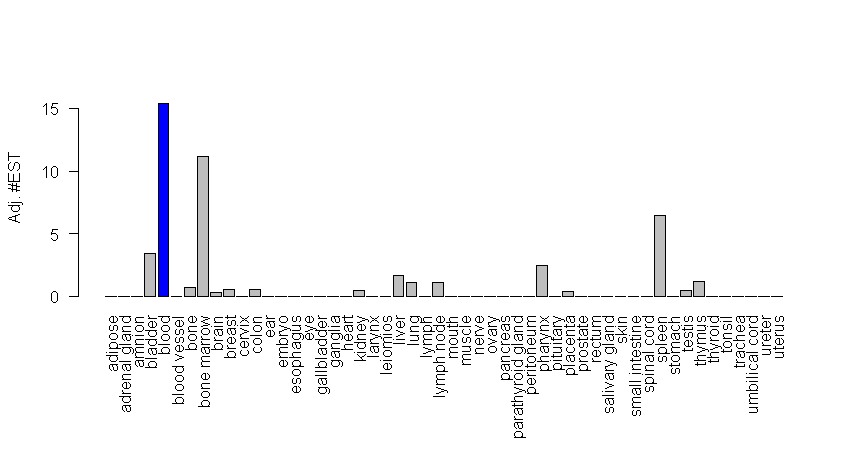 Adj. #EST
15
10
5
0
adipose
adrenal gland
amnion
bladder
blood
blood vessel
bone
bone marrow
brain
breast
cervix
colon
ear
embryo
esophagus
eye
gallbladder
ganglia
heart
kidney
larynx
leiomios
liver
lung
lymph
lymph node
mouth
muscle
nerve
ovary
pancreas
parathyroid gland
peritoneum
pharynx
pituitary
placenta
prostate
rectum
salivary gland
skin
small intestine
spinal cord
spleen
stomach
testis
thymus
thyroid
tonsil
trachea
umbilical cord
ureter
uterus